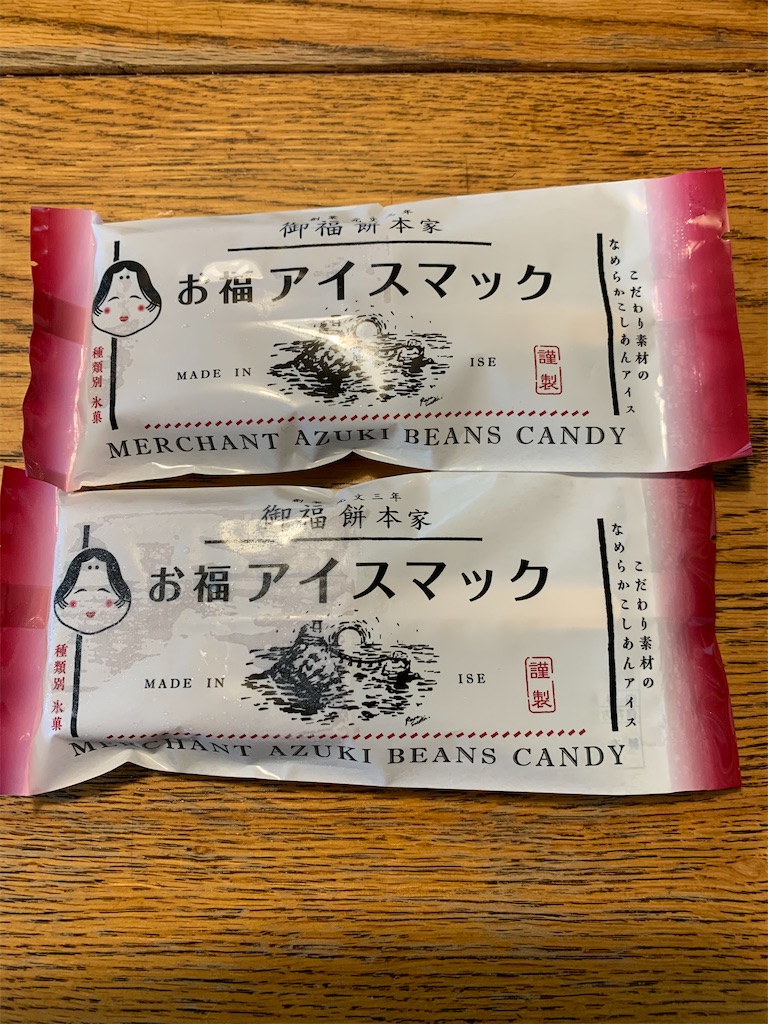 御福餅本家
お福アイスマック
MADE IN ISE
謹製
MERCHANT AZUKI BEANS CANDY
種類別 氷菓
こだわり素材の
なめらかこしあんアイス
文三年
御福餅本家
お福アイスマック
MADE IN ISE
謹製
MERCHANT AZUKI BEANS CANDY
種類別 氷菓
こだわり素材の
なめらかこしあんアイス